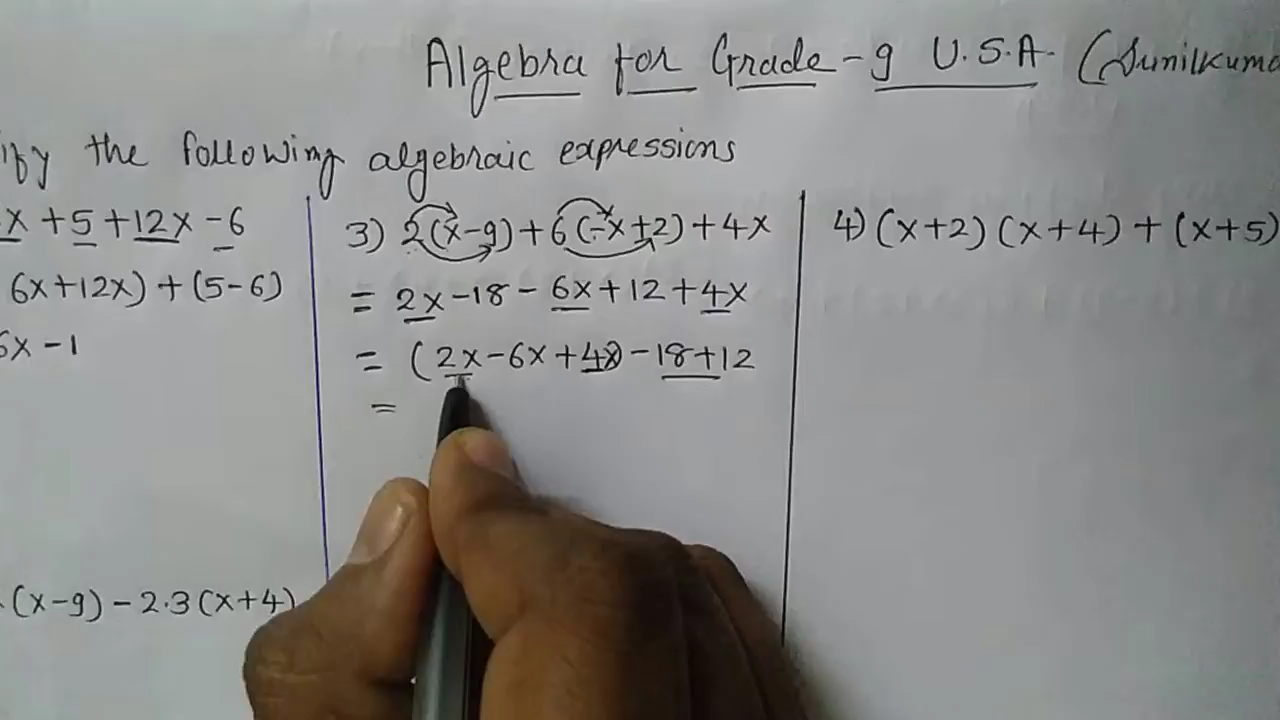 Algebra for Grade-9 U.S.A. (Sunilkuma
the following algebraic expressions
x + 5 + 12x - 6
6x+12x) + (5-6)
6x - 1
. (x-9) - 2.3 (x+4)
3) 2(x-9) + 6(-x+2) + 4x
= 2x - 18 - 6x + 12 + 4x
= (2x - 6x + 4x) - 18 + 12
=
4) (x+2) (x+4) + (x+5)